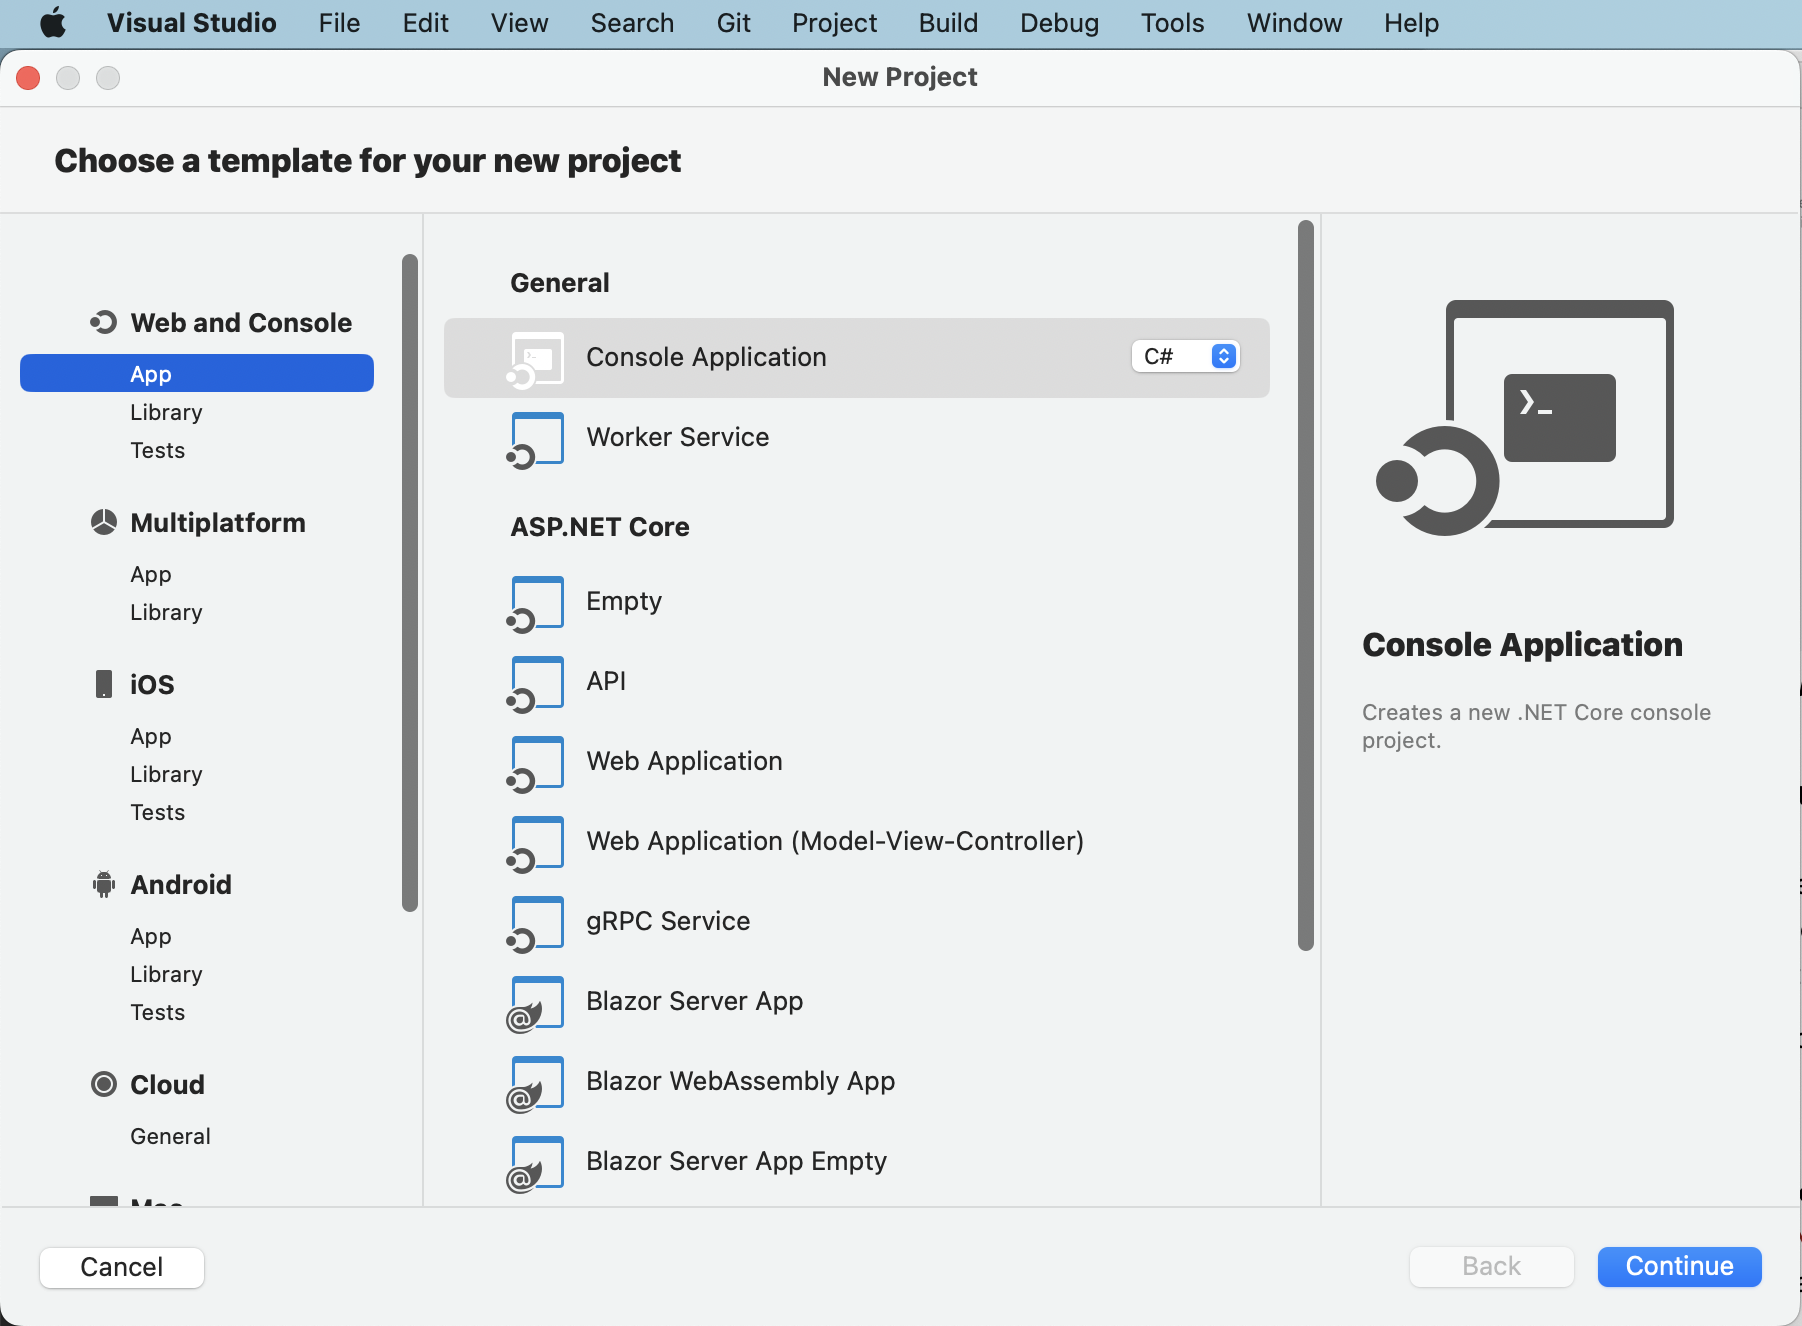 Visual Studio File Edit View Search Git Project Build Debug Tools Window Help
New Project
Choose a template for your new project
Web and Console
App
Library
Tests
Multiplatform
App
Library
iOS
App
Library
Tests
Android
App
Library
Tests
Cloud
General
General
Console Application C#
Worker Service
ASP.NET Core
Empty
API
Web Application
Web Application (Model-View-Controller)
gRPC Service
Blazor Server App
Blazor WebAssembly App
Blazor Server App Empty
Console Application
Creates a new .NET Core console
project.
Cancel
Back
Continue